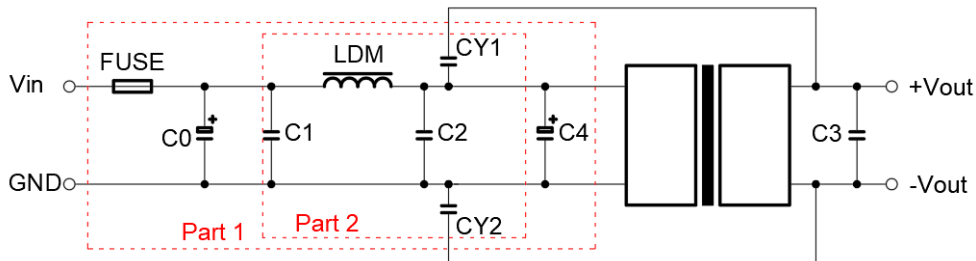 CY1
FUSE
LDM
Vin
+Vout
+
C0
C1
C2
+
C4
C3
GND
-Vout
Part 1
Part 2
CY2